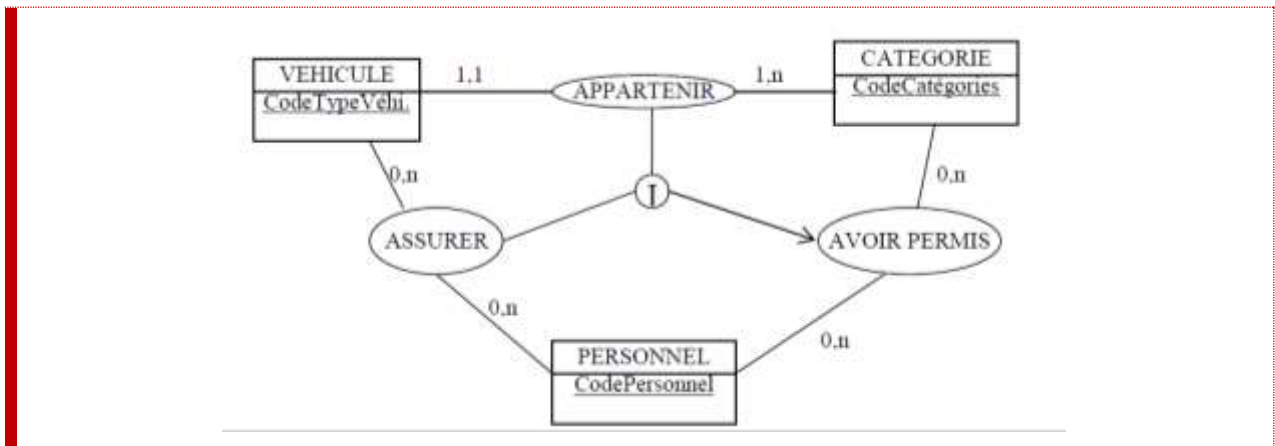 VEHICULE
CodeTypeVéhi.
1,1
APPARTENIR
1,n
CATEGORIE
CodeCatégories
0,n
I
0,n
ASSURER
AVOIR PERMIS
0,n
0,n
PERSONNEL
CodePersonnel